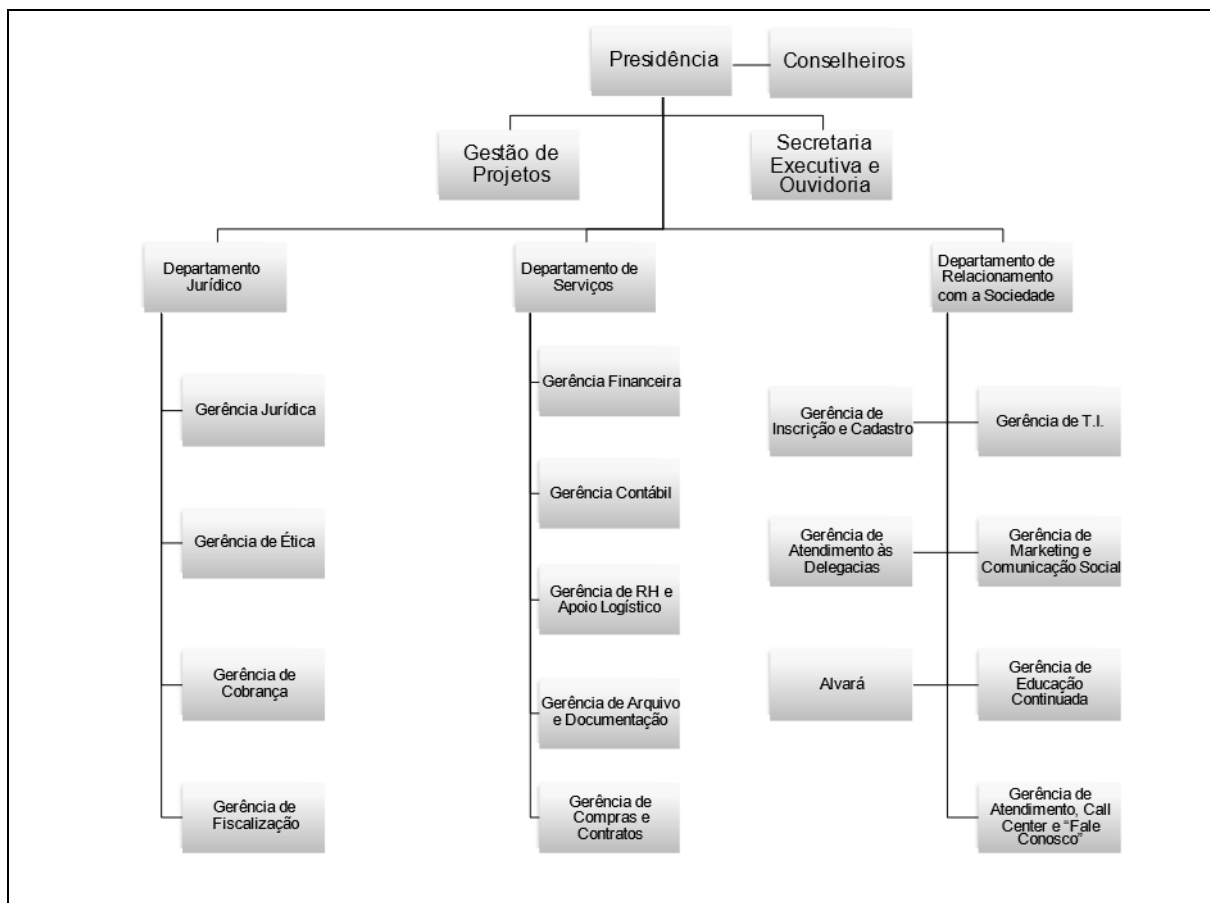 Presidência
Conselheiros
Gestão de
Projetos
Secretaria
Executiva e
Ouvidoria
Departamento
Jurídico
Departamento de
Serviços
Departamento de
Relacionamento
com a Sociedade
Gerência Jurídica
Gerência de Ética
Gerência de
Cobrança
Gerência de
Fiscalização
Gerência Financeira
Gerência Contábil
Gerência de RH e
Apoio Logístico
Gerência de Arquivo
e Documentação
Gerência de
Compras e
Contratos
Gerência de
Inscrição e Cadastro
Gerência de T.I.
Gerência de
Atendimento às
Delegacias
Gerência de
Marketing e
Comunicação Social
Alvará
Gerência de
Educação
Continuada
Gerência de
Atendimento, Call
Center e “Fale
Conosco”